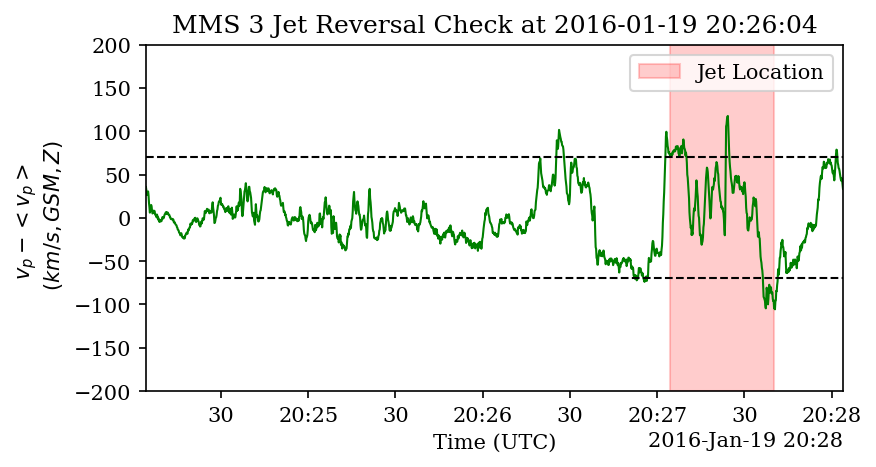 MMS 3 Jet Reversal Check at 2016-01-19 20:26:04
200
150
100
50
0
−50
−100
−150
−200
v_p − < v_p >
(km/s, GSM, Z)
Jet Location
30 20:25 30 20:26 30 20:27 30 20:28
Time (UTC)
2016-Jan-19 20:28